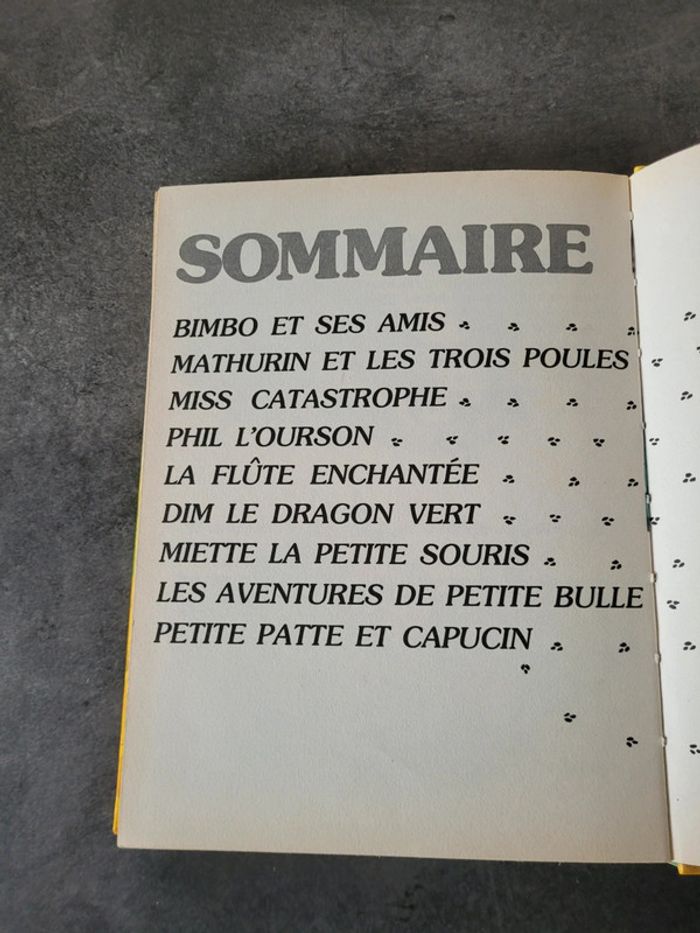 SOMMAIRE
BIMBO ET SES AMIS
MATHURIN ET LES TROIS POULES
MISS CATASTROPHE
PHIL L'OURSON
LA FLÛTE ENCHANTÉE
DIM LE DRAGON VERT
MIETTE LA PETITE SOURIS
LES AVENTURES DE PETITE BULLE
PETITE PATTE ET CAPUCIN